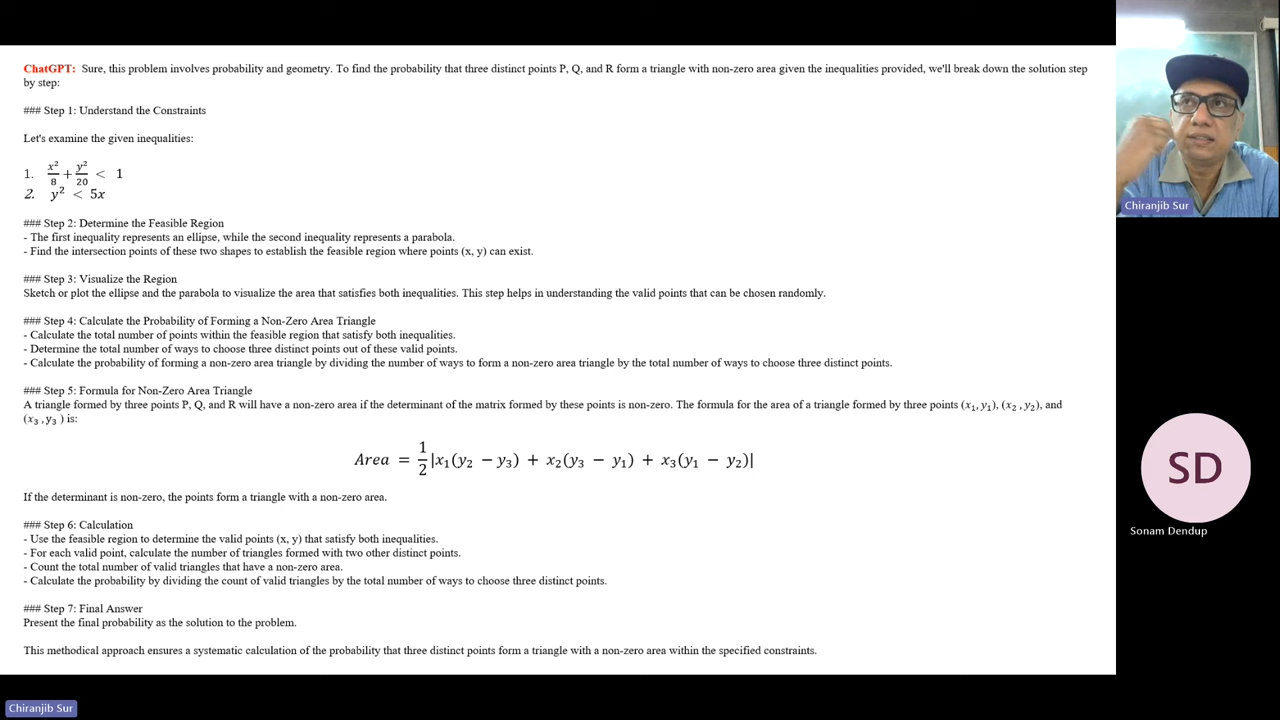 ChatGPT: Sure, this problem involves probability and geometry. To find the probability that three distinct points P, Q, and R form a triangle with non-zero area given the inequalities provided, we'll break down the solution step
by step:
### Step 1: Understand the Constraints
Let's examine the given inequalities:
1. x²/8 + y²/20 < 1
2. y² < 5x
### Step 2: Determine the Feasible Region
- The first inequality represents an ellipse, while the second inequality represents a parabola.
- Find the intersection points of these two shapes to establish the feasible region where points (x, y) can exist.
### Step 3: Visualize the Region
Sketch or plot the ellipse and the parabola to visualize the area that satisfies both inequalities. This step helps in understanding the valid points that can be chosen randomly.
### Step 4: Calculate the Probability of Forming a Non-Zero Area Triangle
- Calculate the total number of points within the feasible region that satisfy both inequalities.
- Determine the total number of ways to choose three distinct points out of these valid points.
- Calculate the probability of forming a non-zero area triangle by dividing the number of ways to form a non-zero area triangle by the total number of ways to choose three distinct points.
### Step 5: Formula for Non-Zero Area Triangle
A triangle formed by three points P, Q, and R will have a non-zero area if the determinant of the matrix formed by these points is non-zero. The formula for the area of a triangle formed by three points (x₁, y₁), (x₂ , y₂), and
(x₃ , y₃ ) is:
Area = 1/2 |x₁(y₂ − y₃) + x₂(y₃ − y₁) + x₃(y₁ − y₂)|
If the determinant is non-zero, the points form a triangle with a non-zero area.
### Step 6: Calculation
- Use the feasible region to determine the valid points (x, y) that satisfy both inequalities.
- For each valid point, calculate the number of triangles formed with two other distinct points.
- Count the total number of valid triangles that have a non-zero area.
- Calculate the probability by dividing the count of valid triangles by the total number of ways to choose three distinct points.
### Step 7: Final Answer
Present the final probability as the solution to the problem.
This methodical approach ensures a systematic calculation of the probability that three distinct points form a triangle with a non-zero area within the specified constraints.
Chiranjib Sur
SD
Sonam Dendup
Chiranjib Sur